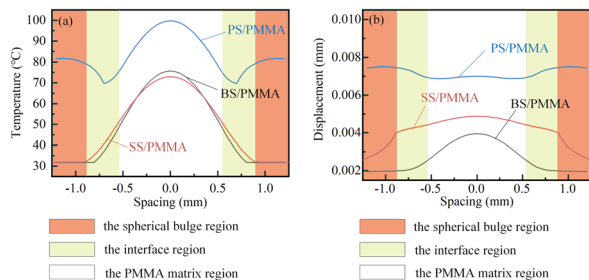 (a)
100
90
80
70
60
50
40
30
Temperature (℃)
PS/PMMA
BS/PMMA
SS/PMMA
-1.0 -0.5 0.0 0.5 1.0
Spacing (mm)
the spherical bulge region
the interface region
the PMMA matrix region
(b)
0.010
0.008
0.006
0.004
0.002
Displacement (mm)
PS/PMMA
SS/PMMA
BS/PMMA
-1.0 -0.5 0.0 0.5 1.0
Spacing (mm)
the spherical bulge region
the interface region
the PMMA matrix region